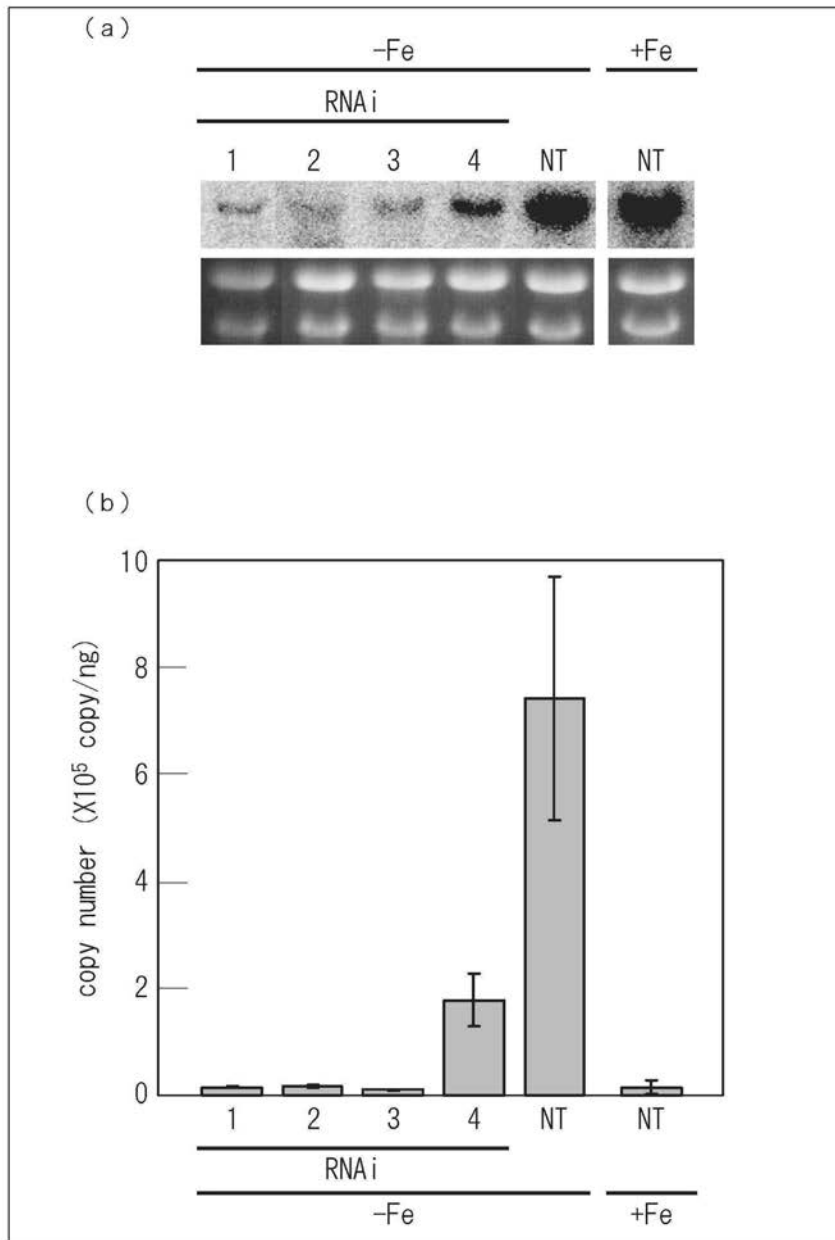 (a)
-Fe +Fe
RNAi
1 2 3 4 NT NT
(b)
10
8
6
4
2
0
copy number (X10⁵ copy/ng)
1 2 3 4 NT NT
RNAi
-Fe +Fe